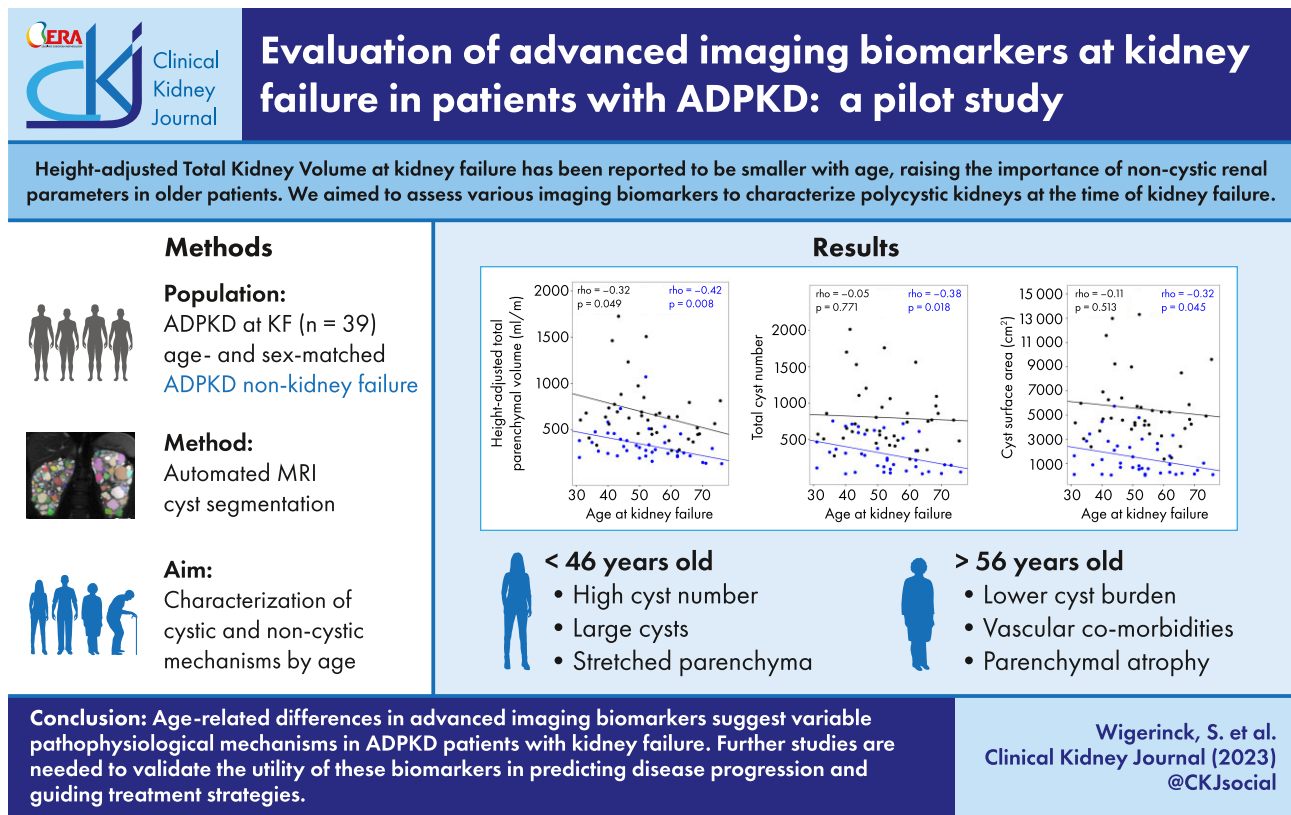 ERA
CKJ
Clinical
Kidney
Journal
Evaluation of advanced imaging biomarkers at kidney
failure in patients with ADPKD: a pilot study
Height-adjusted Total Kidney Volume at kidney failure has been reported to be smaller with age, raising the importance of non-cystic renal
parameters in older patients. We aimed to assess various imaging biomarkers to characterize polycystic kidneys at the time of kidney failure.
Methods
Population:
ADPKD at KF (n = 39)
age- and sex-matched
ADPKD non-kidney failure
Method:
Automated MRI
cyst segmentation
Aim:
Characterization of
cystic and non-cystic
mechanisms by age
Results
Height-adjusted total
parenchymal volume (ml/m)
2000
1500
1000
500
rho = −0.32
p = 0.049
rho = −0.42
p = 0.008
30 40 50 60 70
Age at kidney failure
Total cyst number
2000
1500
1000
500
rho = −0.05
p = 0.771
rho = −0.38
p = 0.018
30 40 50 60 70
Age at kidney failure
Cyst surface area (cm²)
15 000
13 000
11 000
9000
7000
5000
3000
1000
rho = −0.11
p = 0.513
rho = −0.32
p = 0.045
30 40 50 60 70
Age at kidney failure
< 46 years old
• High cyst number
• Large cysts
• Stretched parenchyma
> 56 years old
• Lower cyst burden
• Vascular co-morbidities
• Parenchymal atrophy
Conclusion: Age-related differences in advanced imaging biomarkers suggest variable
pathophysiological mechanisms in ADPKD patients with kidney failure. Further studies are
needed to validate the utility of these biomarkers in predicting disease progression and
guiding treatment strategies.
Wigerinck, S. et al.
Clinical Kidney Journal (2023)
@CKJsocial